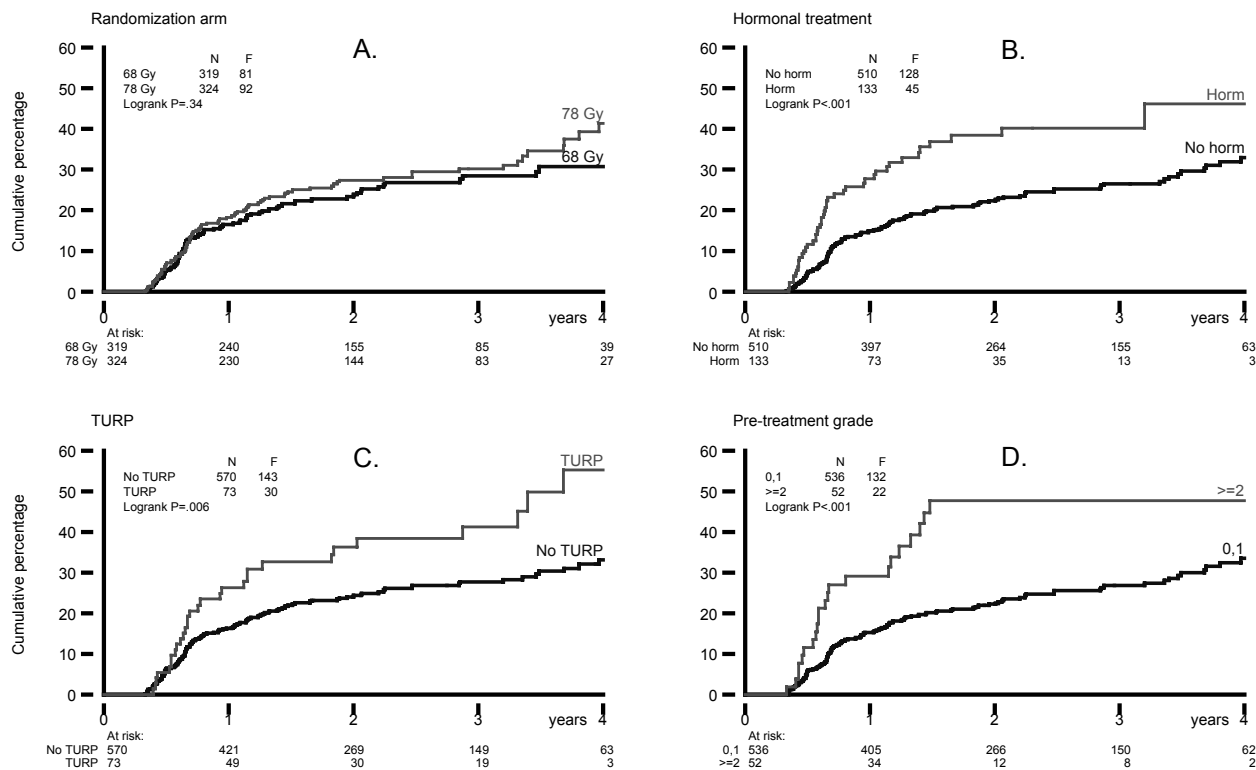 Randomization arm
A.
Cumulative percentage
60
50
40
30
20
10
0
N F
68 Gy 319 81
78 Gy 324 92
Logrank P=.34
78 Gy
68 Gy
0 1 2 3 years 4
At risk:
68 Gy 319 240 155 85 39
78 Gy 324 230 144 83 27
Hormonal treatment
B.
60
50
40
30
20
10
0
N F
No horm 510 128
Horm 133 45
Logrank P<.001
Horm
No horm
0 1 2 3 years 4
At risk:
No horm 510 397 264 155 63
Horm 133 73 35 13 3
TURP
C.
Cumulative percentage
60
50
40
30
20
10
0
N F
No TURP 570 143
TURP 73 30
Logrank P=.006
TURP
No TURP
0 1 2 3 years 4
At risk:
No TURP 570 421 269 149 63
TURP 73 49 30 19 3
Pre-treatment grade
D.
60
50
40
30
20
10
0
N F
0,1 536 132
>=2 52 22
Logrank P<.001
>=2
0,1
0 1 2 3 years 4
At risk:
0,1 536 405 266 150 62
>=2 52 34 12 8 2